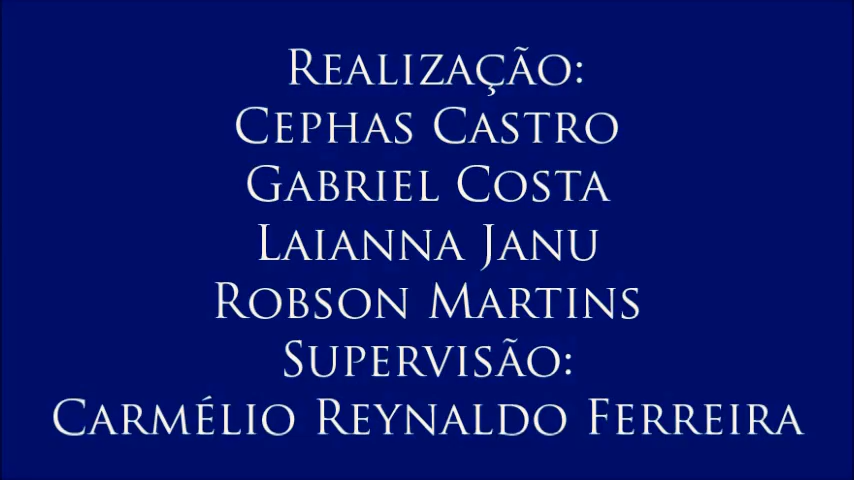 Realização:
Cephas Castro
Gabriel Costa
Laianna Janu
Robson Martins
Supervisão:
Carmélio Reynaldo Ferreira